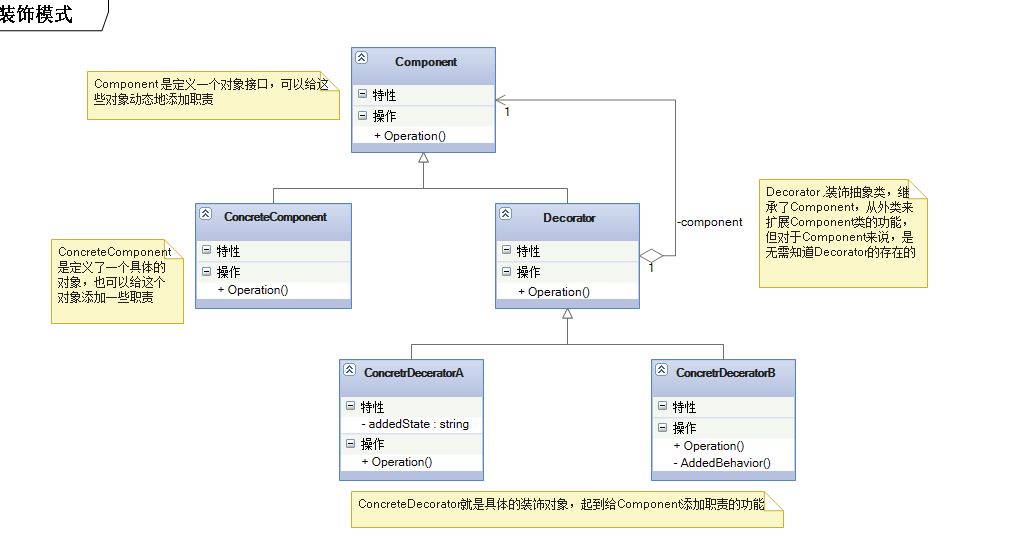 装饰模式
Component
特性
操作
+ Operation()
Component 是定义一个对象接口，可以给这
些对象动态地添加职责
1
-component
1
Decorator ,装饰抽象类，继
承了Component，从外类来
扩展Component类的功能，
但对于Component来说，是
无需知道Decorator的存在的
ConcreteComponent
特性
操作
+ Operation()
Decorator
特性
操作
+ Operation()
ConcreteComponent
是定义了一个具体的
对象，也可以给这个
对象添加一些职责
ConcretrDeceratorA
特性
- addedState : string
操作
+ Operation()
ConcretrDeceratorB
特性
操作
+ Operation()
- AddedBehavior()
ConcreteDecorator就是具体的装饰对象，起到给Component添加职责的功能